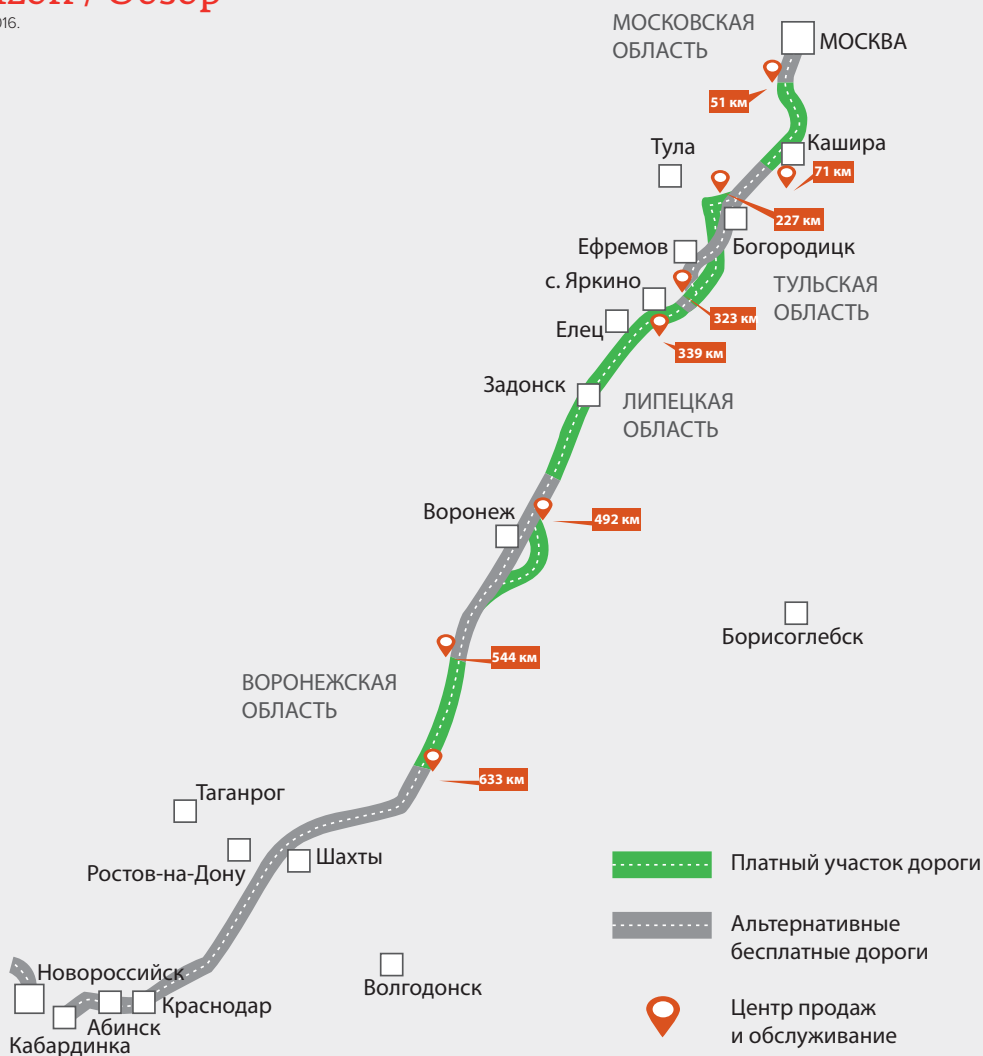 / Обзор
016.
МОСКОВСКАЯ
ОБЛАСТЬ
МОСКВА
51 км
Кашира
Тула
71 км
227 км
Ефремов
Богородицк
с. Яркино
ТУЛЬСКАЯ
ОБЛАСТЬ
323 км
Елец
339 км
Задонск
ЛИПЕЦКАЯ
ОБЛАСТЬ
Воронеж
492 км
Борисоглебск
544 км
ВОРОНЕЖСКАЯ
ОБЛАСТЬ
633 км
Таганрог
Шахты
Ростов-на-Дону
Платный участок дороги
Альтернативные
бесплатные дороги
Новороссийск
Волгодонск
Краснодар
Абинск
Кабардинка
Центр продаж
и обслуживание